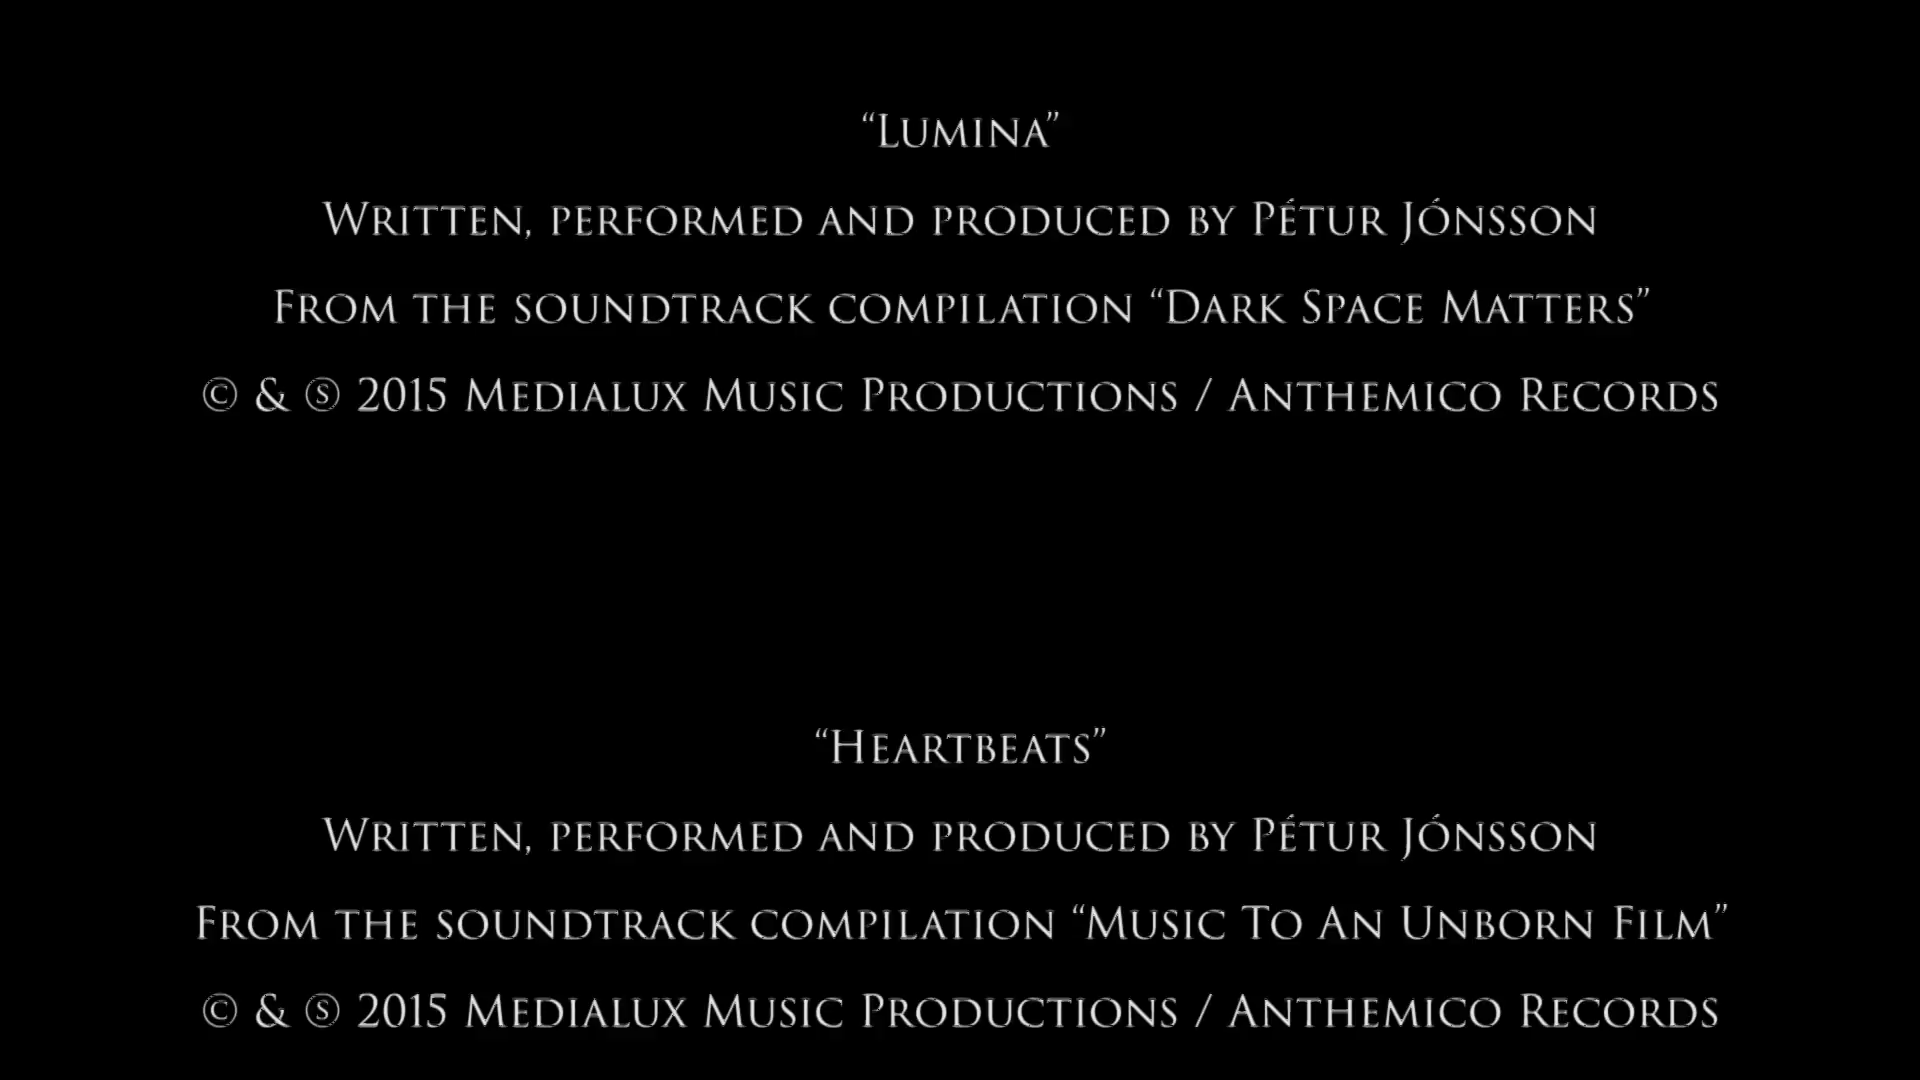 “Lumina”
Written, performed and produced by Pétur Jónsson
From the soundtrack compilation “Dark Space Matters”
© & Ⓢ 2015 Medialux Music Productions / Anthemico Records
“Heartbeats”
Written, performed and produced by Pétur Jónsson
From the soundtrack compilation “Music To An Unborn Film”
© & Ⓢ 2015 Medialux Music Productions / Anthemico Records